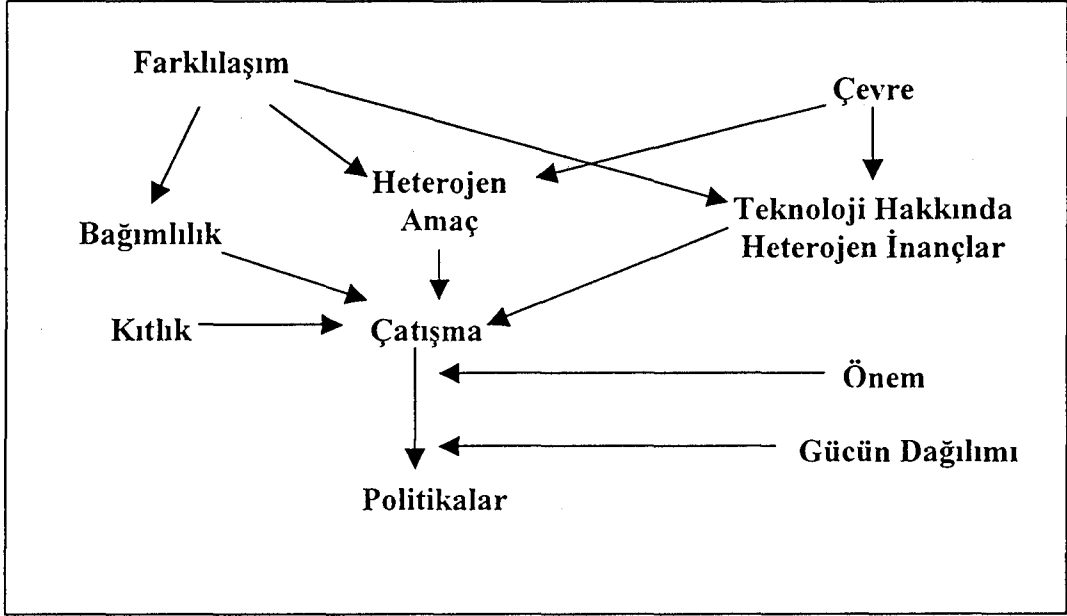 Farklılaşım
Çevre
Heterojen
Amaç
Teknoloji Hakkında
Heterojen İnançlar
Bağımlılık
Kıtlık
Çatışma
Önem
Gücün Dağılımı
Politikalar